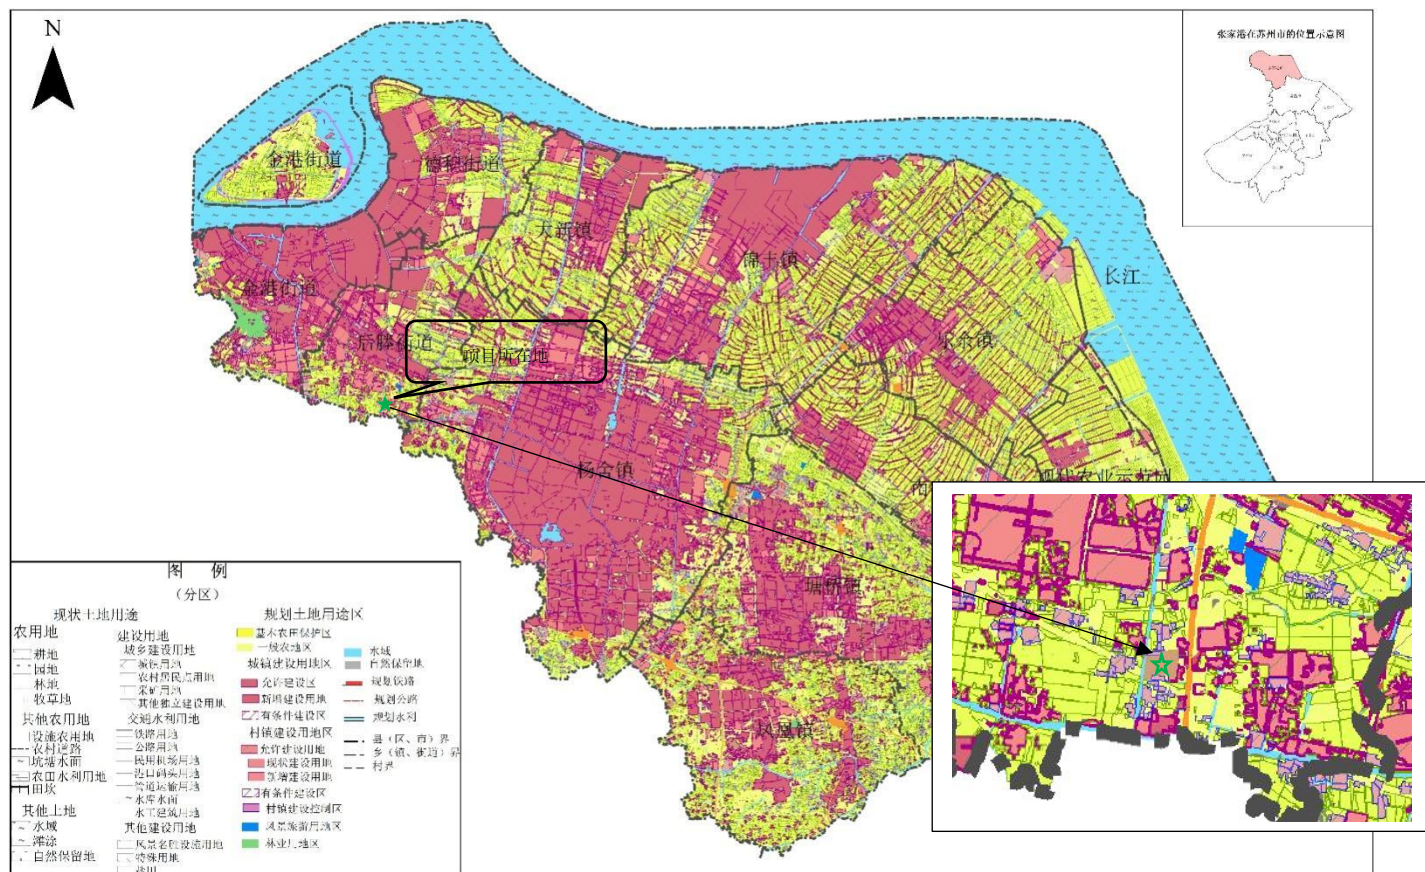 N
张家港在苏州市的位置示意图
金港街道
德积街道
大新镇
锦丰镇
长江
金港街道
后塍街道
项目所在地
乐余镇
杨舍镇
现代农业示范园
塘桥镇
凤凰镇
图 例
（分区）
现状土地用途
规划土地用途区
农用地
耕地
园地
林地
牧草地
其他农用地
设施农用地
农村道路
坑塘水面
农田水利用地
田坎
其他土地
水域
滩涂
自然保留地
建设用地
城乡建设用地
城镇用地
农村居民点用地
采矿用地
其他独立建设用地
交通水利用地
铁路用地
公路用地
民用机场用地
港口码头用地
管道运输用地
水库水面
水工建筑用地
其他建设用地
风景名胜设施用地
特殊用地
盐田
基本农田保护区
一般农地区
城镇建设用地区
允许建设区
新增建设用地
有条件建设区
村镇建设用地区
允许建设用地
现状建设用地
新增建设用地
有条件建设区
村镇建设控制区
风景旅游用地区
林业用地区
水域
自然保留地
规划铁路
规划公路
规划水利
县（区、市）界
乡（镇、街道）界
村界